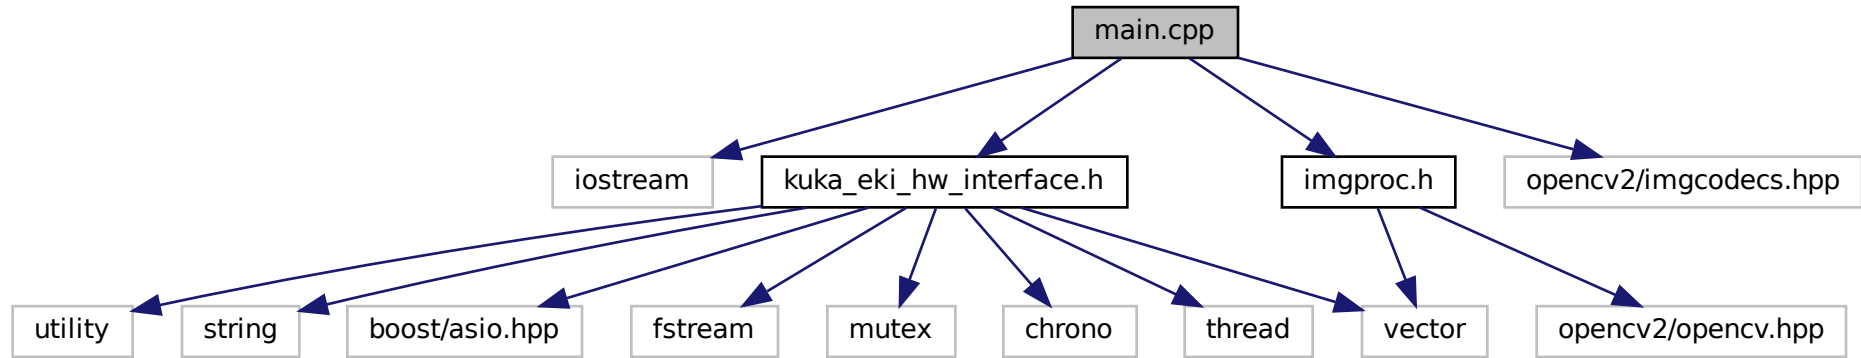 main.cpp
iostream
kuka_eki_hw_interface.h
imgproc.h
opencv2/imgcodecs.hpp
utility
string
boost/asio.hpp
fstream
mutex
chrono
thread
vector
opencv2/opencv.hpp